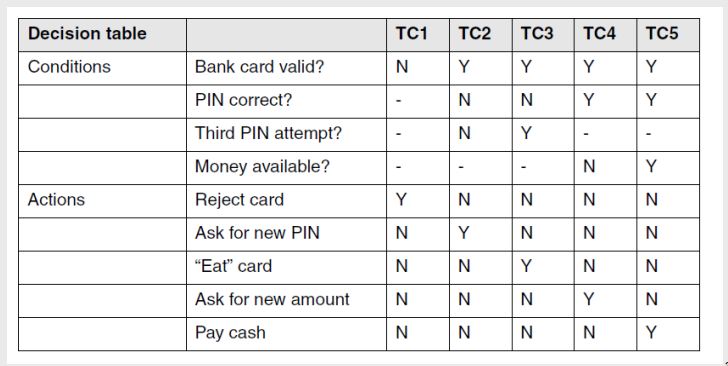 Decision table TC1 TC2 TC3 TC4 TC5
Conditions Bank card valid? N Y Y Y Y
PIN correct? - N N Y Y
Third PIN attempt? - N Y - -
Money available? - - - N Y
Actions Reject card Y N N N N
Ask for new PIN N Y N N N
“Eat” card N N Y N N
Ask for new amount N N N Y N
Pay cash N N N N Y